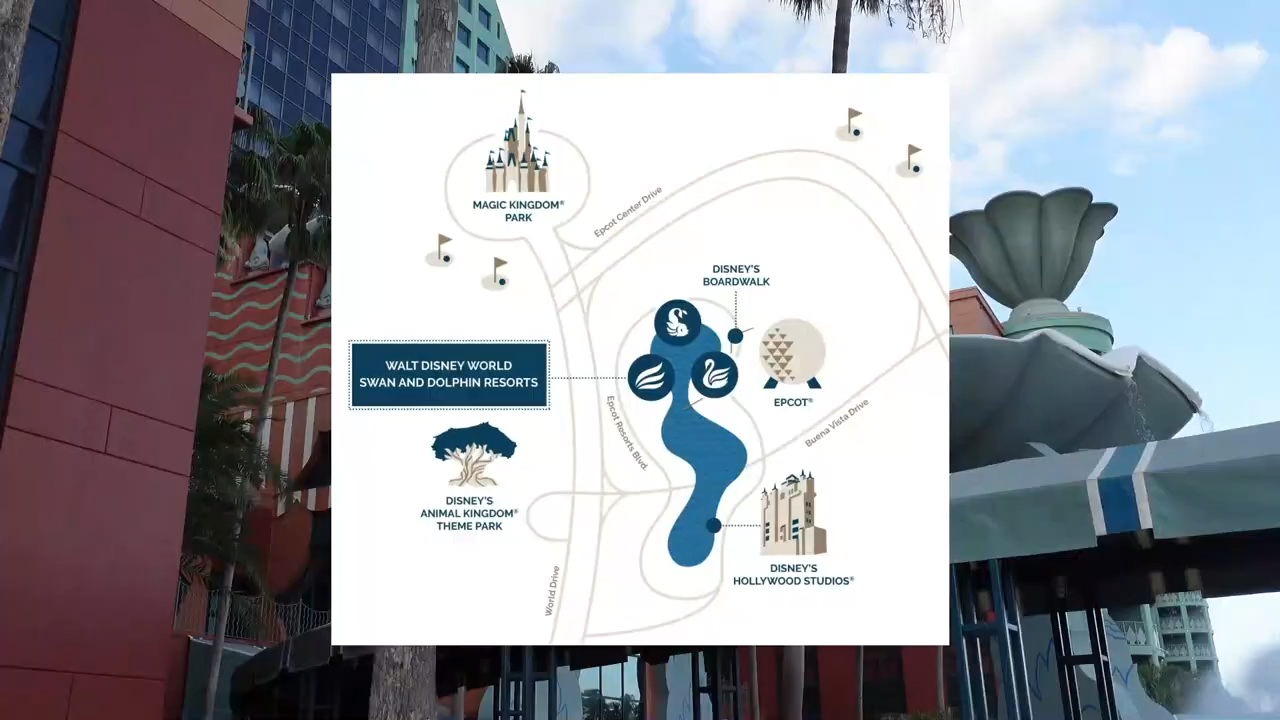 MAGIC KINGDOM®
PARK
Epcot Center Drive
DISNEY'S
BOARDWALK
WALT DISNEY WORLD
SWAN AND DOLPHIN RESORTS
EPCOT®
Epcot Resorts Blvd.
Buena Vista Drive
DISNEY'S
ANIMAL KINGDOM®
THEME PARK
DISNEY'S
HOLLYWOOD STUDIOS®
World Drive